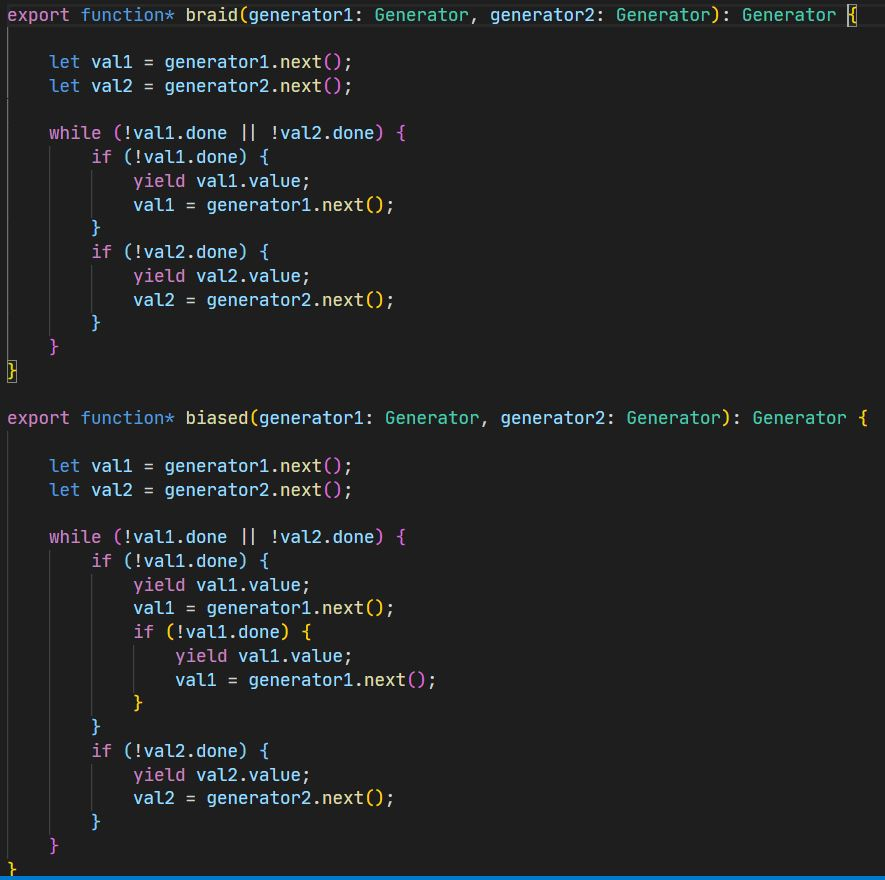 export function* braid(generator1: Generator, generator2: Generator): Generator {
    let val1 = generator1.next();
    let val2 = generator2.next();
    while (!val1.done || !val2.done) {
        if (!val1.done) {
            yield val1.value;
            val1 = generator1.next();
        }
        if (!val2.done) {
            yield val2.value;
            val2 = generator2.next();
        }
    }
}
export function* biased(generator1: Generator, generator2: Generator): Generator {
    let val1 = generator1.next();
    let val2 = generator2.next();
    while (!val1.done || !val2.done) {
        if (!val1.done) {
            yield val1.value;
            val1 = generator1.next();
            if (!val1.done) {
                yield val1.value;
                val1 = generator1.next();
            }
        }
        if (!val2.done) {
            yield val2.value;
            val2 = generator2.next();
        }
    }
}